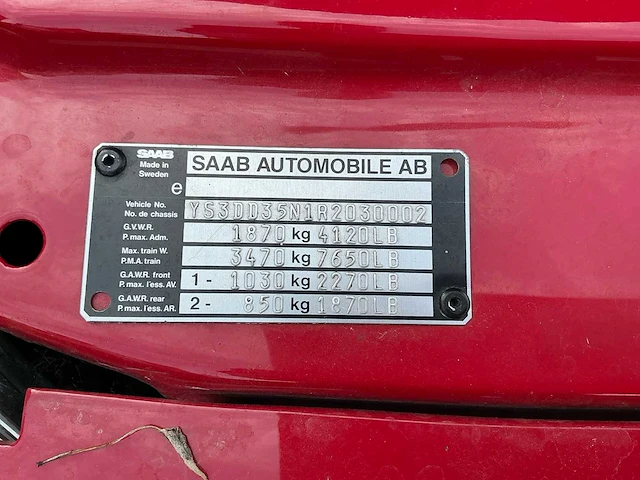 SAAB
Made in
Sweden
SAAB AUTOMOBILE AB
e
Vehicle No.
No. de chassis
YS3DD35N1R2030002
G.V.W.R.
P. max. Adm.
1870 kg 4120LB
Max. train W.
P.M.A. train
3470 kg 7650LB
G.A.W.R. front
P. max. l'ess. AV.
1- 1030 kg 2270LB
G.A.W.R. rear
P. max. l'ess. AR.
2- 850 kg 1870LB